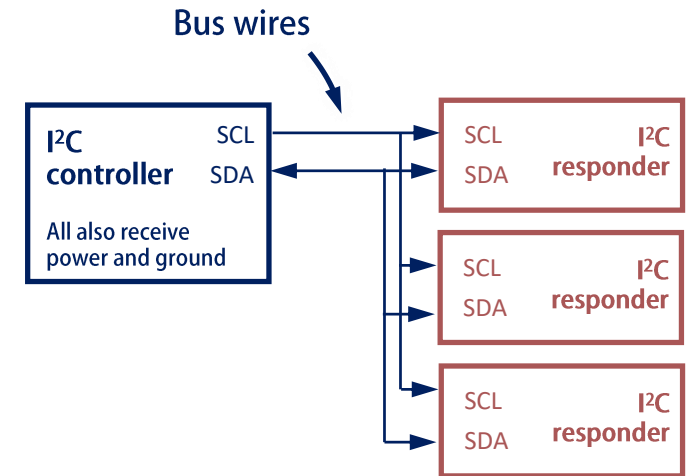 Bus wires
I²C
controller
SCL
SDA
All also receive
power and ground
SCL
SDA
I²C
responder
SCL
SDA
I²C
responder
SCL
SDA
I²C
responder